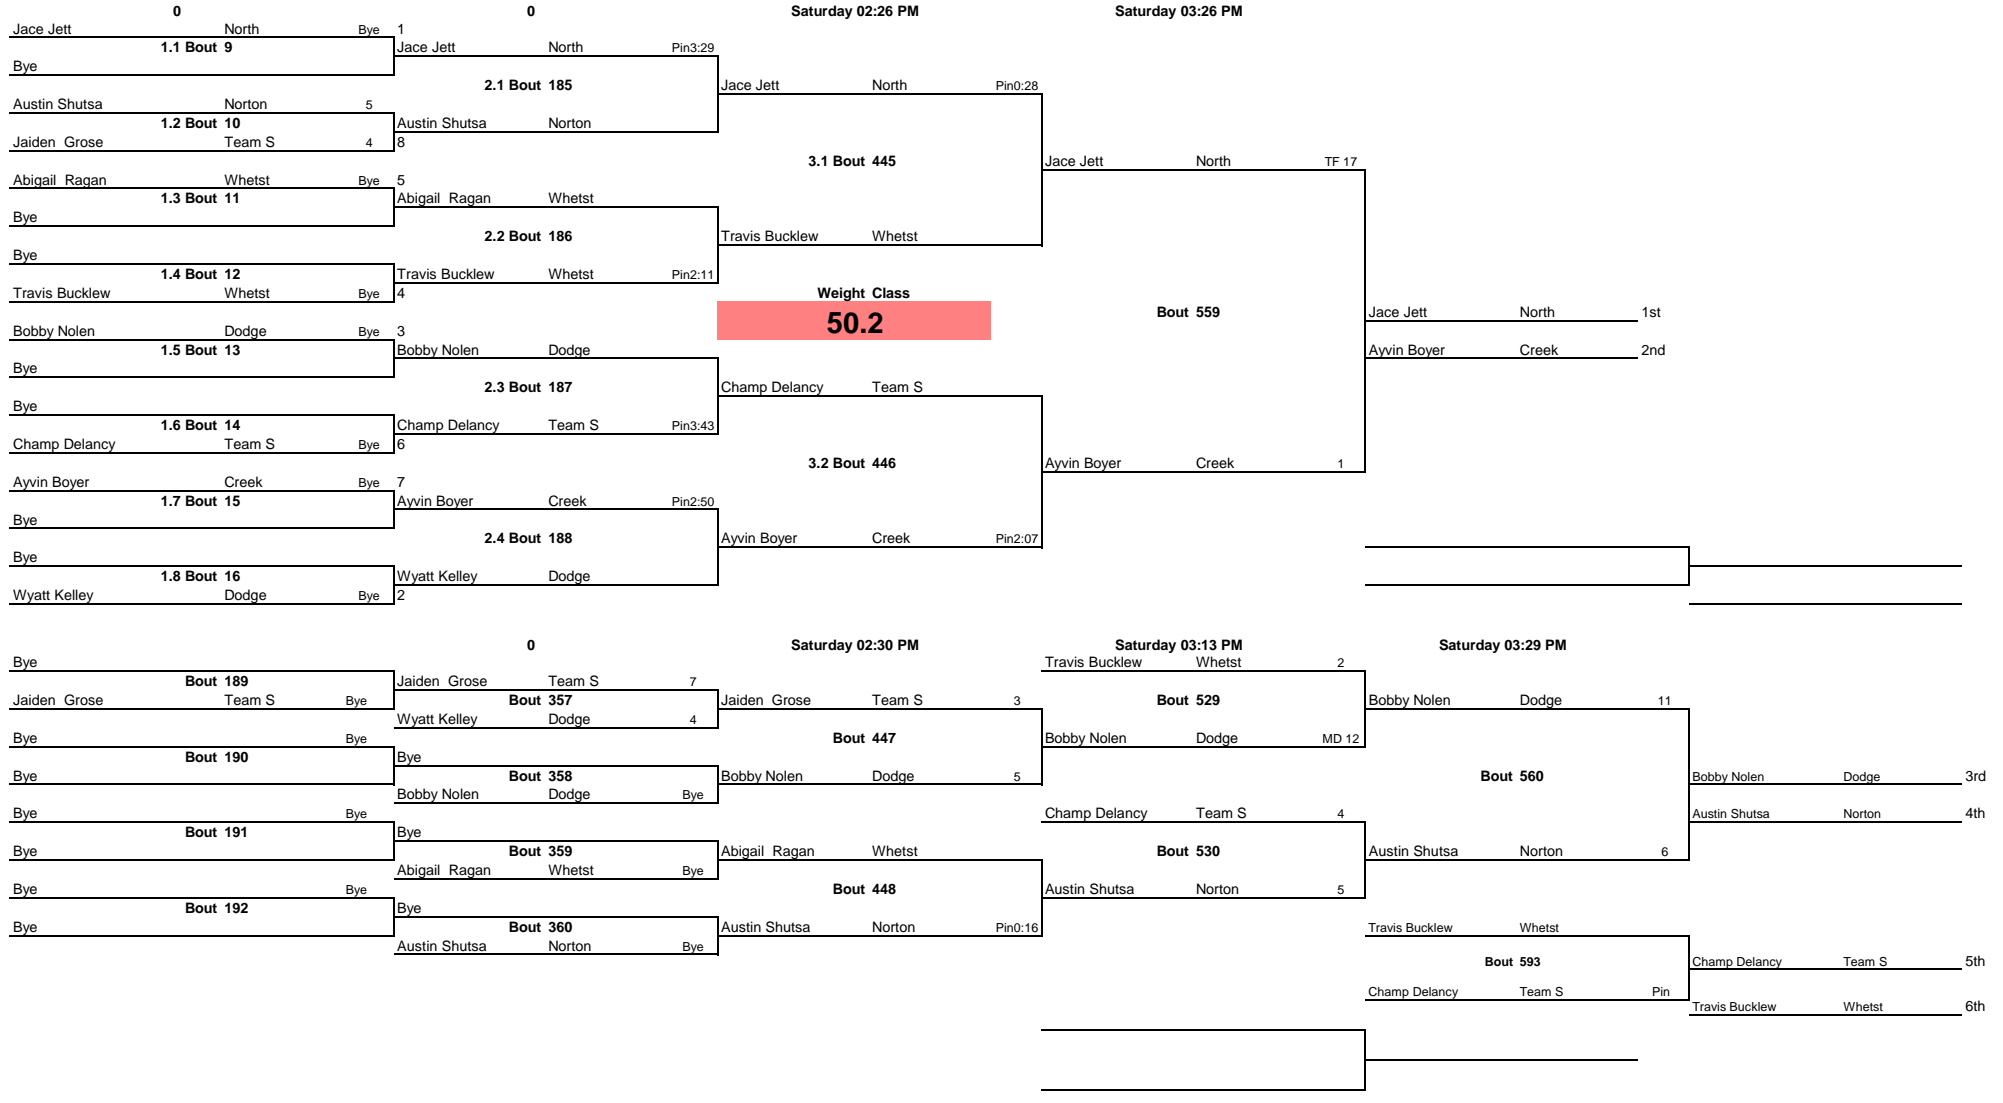 0 0 Saturday 02:26 PM Saturday 03:26 PM
Jace Jett North Bye 1
1.1 Bout 9 Jace Jett North Pin3:29
Bye
2.1 Bout 185 Jace Jett North Pin0:28
Austin Shutsa Norton 5
1.2 Bout 10 Austin Shutsa Norton
Jaiden Grose Team S 4 8
3.1 Bout 445 Jace Jett North TF 17
Abigail Ragan Whetst Bye 5
1.3 Bout 11 Abigail Ragan Whetst
Bye
2.2 Bout 186 Travis Bucklew Whetst
Bye
1.4 Bout 12 Travis Bucklew Whetst Pin2:11
Travis Bucklew Whetst Bye 4 Weight Class
50.2 Bout 559 Jace Jett North 1st
Bobby Nolen Dodge Bye 3
1.5 Bout 13 Bobby Nolen Dodge Ayvin Boyer Creek 2nd
Bye
2.3 Bout 187 Champ Delancy Team S
Bye
1.6 Bout 14 Champ Delancy Team S Pin3:43
Champ Delancy Team S Bye 6
3.2 Bout 446 Ayvin Boyer Creek 1
Ayvin Boyer Creek Bye 7
1.7 Bout 15 Ayvin Boyer Creek Pin2:50
Bye
2.4 Bout 188 Ayvin Boyer Creek Pin2:07
Bye
1.8 Bout 16 Wyatt Kelley Dodge
Wyatt Kelley Dodge Bye 2
0 Saturday 02:30 PM Saturday 03:13 PM Saturday 03:29 PM
Bye Travis Bucklew Whetst 2
Bout 189 Jaiden Grose Team S 7
Jaiden Grose Team S Bye Bout 357 Jaiden Grose Team S 3 Bout 529 Bobby Nolen Dodge 11
Wyatt Kelley Dodge 4
Bye Bye Bout 447 Bobby Nolen Dodge MD 12
Bout 190 Bye
Bye Bout 358 Bobby Nolen Dodge 5 Bout 560 Bobby Nolen Dodge 3rd
Bobby Nolen Dodge Bye
Bye Bye Champ Delancy Team S 4 Austin Shutsa Norton 4th
Bout 191 Bye
Bye Bout 359 Abigail Ragan Whetst Bout 530 Austin Shutsa Norton 6
Abigail Ragan Whetst Bye
Bye Bye Bout 448 Austin Shutsa Norton 5
Bout 192 Bye
Bye Bout 360 Austin Shutsa Norton Pin0:16 Travis Bucklew Whetst
Austin Shutsa Norton Bye
Bout 593 Champ Delancy Team S 5th
Champ Delancy Team S Pin
Travis Bucklew Whetst 6th